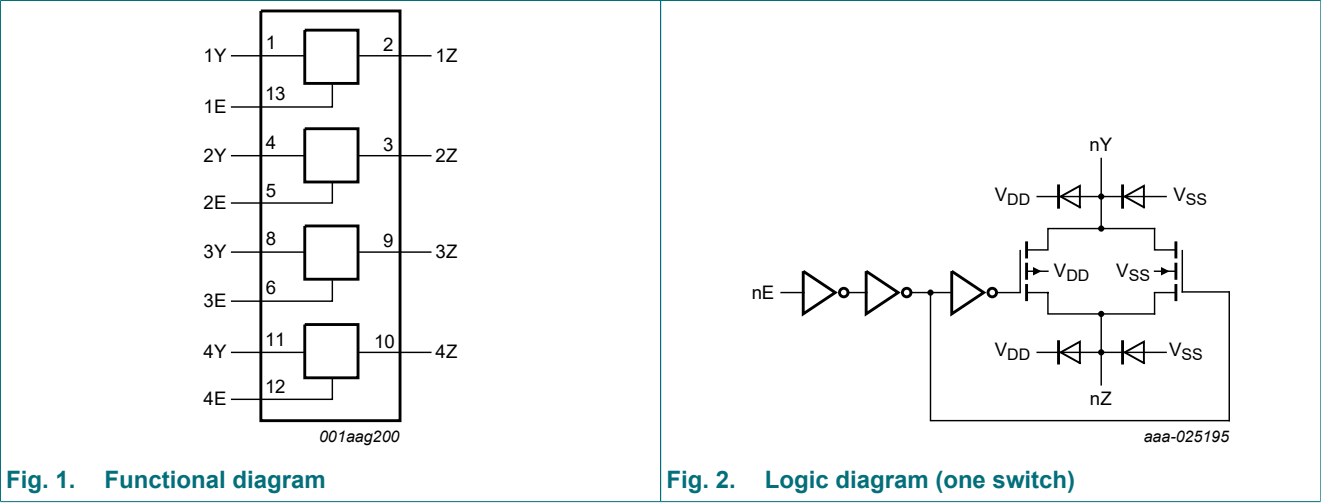 1Y 1 2 1Z
1E 13
2Y 4 3 2Z
2E 5
3Y 8 9 3Z
3E 6
4Y 11 10 4Z
4E 12
001aag200
Fig. 1. Functional diagram
nY
VDD VSS
nE VDD VSS
VDD VSS
nZ
aaa-025195
Fig. 2. Logic diagram (one switch)